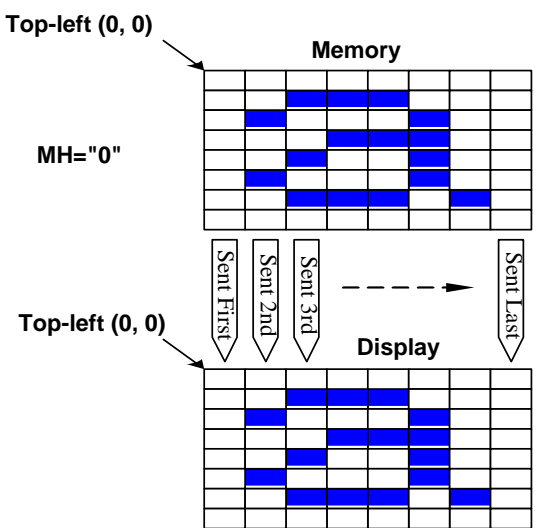 Top-left (0, 0)
Memory
MH="0"
Sent First
Sent 2nd
Sent 3rd
Sent Last
Top-left (0, 0)
Display